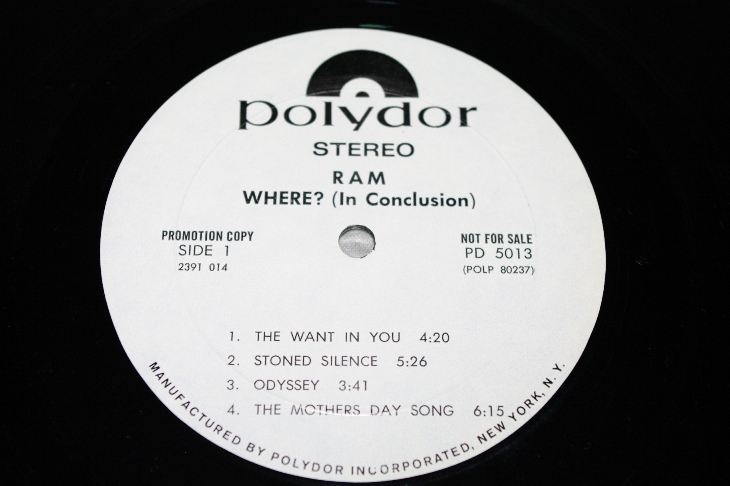 polydor
STEREO
RAM
WHERE? (In Conclusion)
PROMOTION COPY
SIDE 1
2391 014
NOT FOR SALE
PD 5013
(POLP 80237)
1. THE WANT IN YOU 4:20
2. STONED SILENCE 5:26
3. ODYSSEY 3:41
4. THE MOTHERS DAY SONG 6:15
MANUFACTURED BY POLYDOR INCORPORATED, NEW YORK, N. Y.